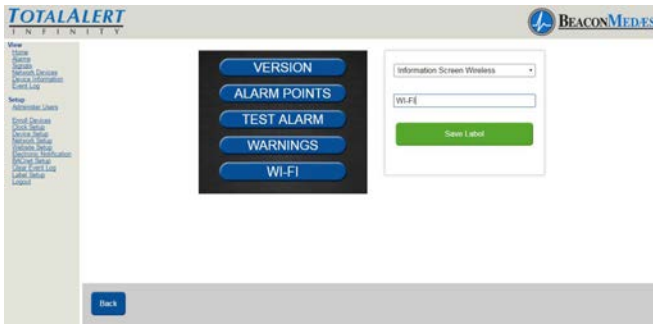 TOTALALERT
INFINITY
BEACONMEDÆS
View
Home
Alarms
Signals
Network Devices
Device Information
Event Log
Setup
Administer Users
Enroll Devices
Clock Setup
Device Setup
Network Setup
Website Setup
Electronic Notification
BACnet Setup
Clear Event Log
Label Setup
Logout
VERSION
ALARM POINTS
TEST ALARM
WARNINGS
WI-FI
Information Screen Wireless
WI-FI
Save Label
Back